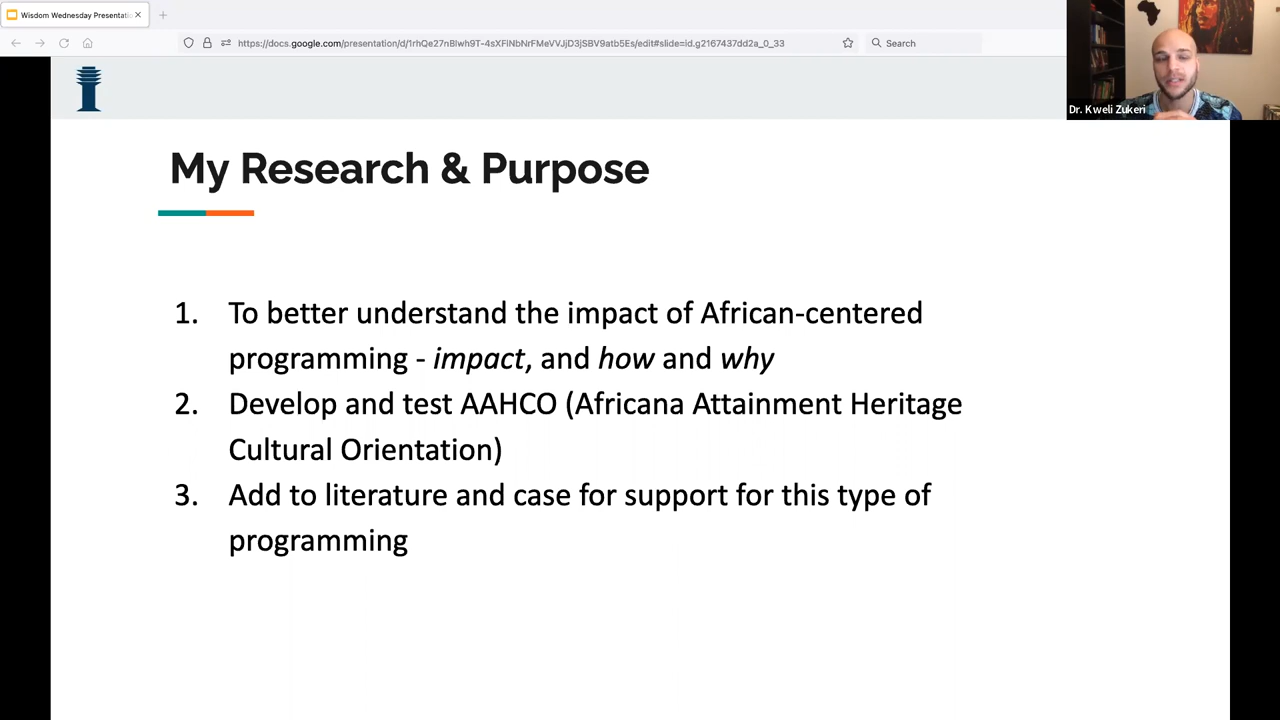 Wisdom Wednesday Presentati
https://docs.google.com/presentation/d/1rhQe27nBlwh9T-4sXFiNbNrFMeVVJjD3jSBV9atb5Es/edit#slide=id.g2167437dd2a_0_33
Search
Dr. Kweli Zukeri
My Research & Purpose
1. To better understand the impact of African-centered
programming - impact, and how and why
2. Develop and test AAHCO (Africana Attainment Heritage
Cultural Orientation)
3. Add to literature and case for support for this type of
programming